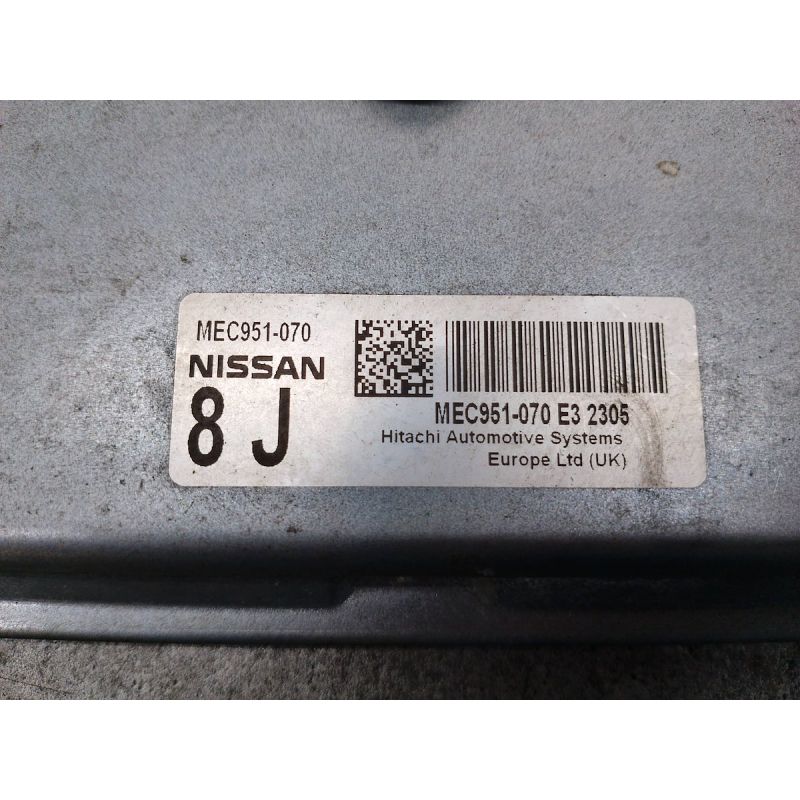 MEC951-070
NISSAN
8 J
MEC951-070 E3 2305
Hitachi Automotive Systems
Europe Ltd (UK)